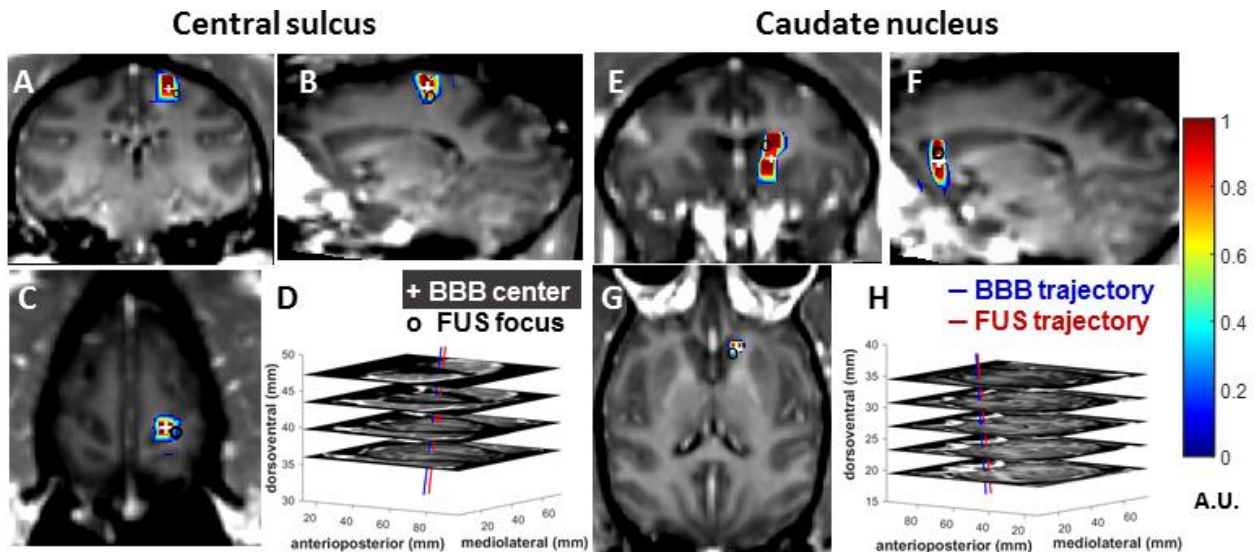 Central sulcus
Caudate nucleus
A
B
E
F
1
0.8
0.6
0.4
0.2
0
A.U.
C
D
+ BBB center
o FUS focus
G
H
– BBB trajectory
– FUS trajectory
50
45
40
35
30
dorsoventral (mm)
20
40
60
80
anterioposterior (mm)
20
40
60
mediolateral (mm)
40
35
30
25
20
15
dorsoventral (mm)
80
60
40
20
anterioposterior (mm)
20
40
60
mediolateral (mm)